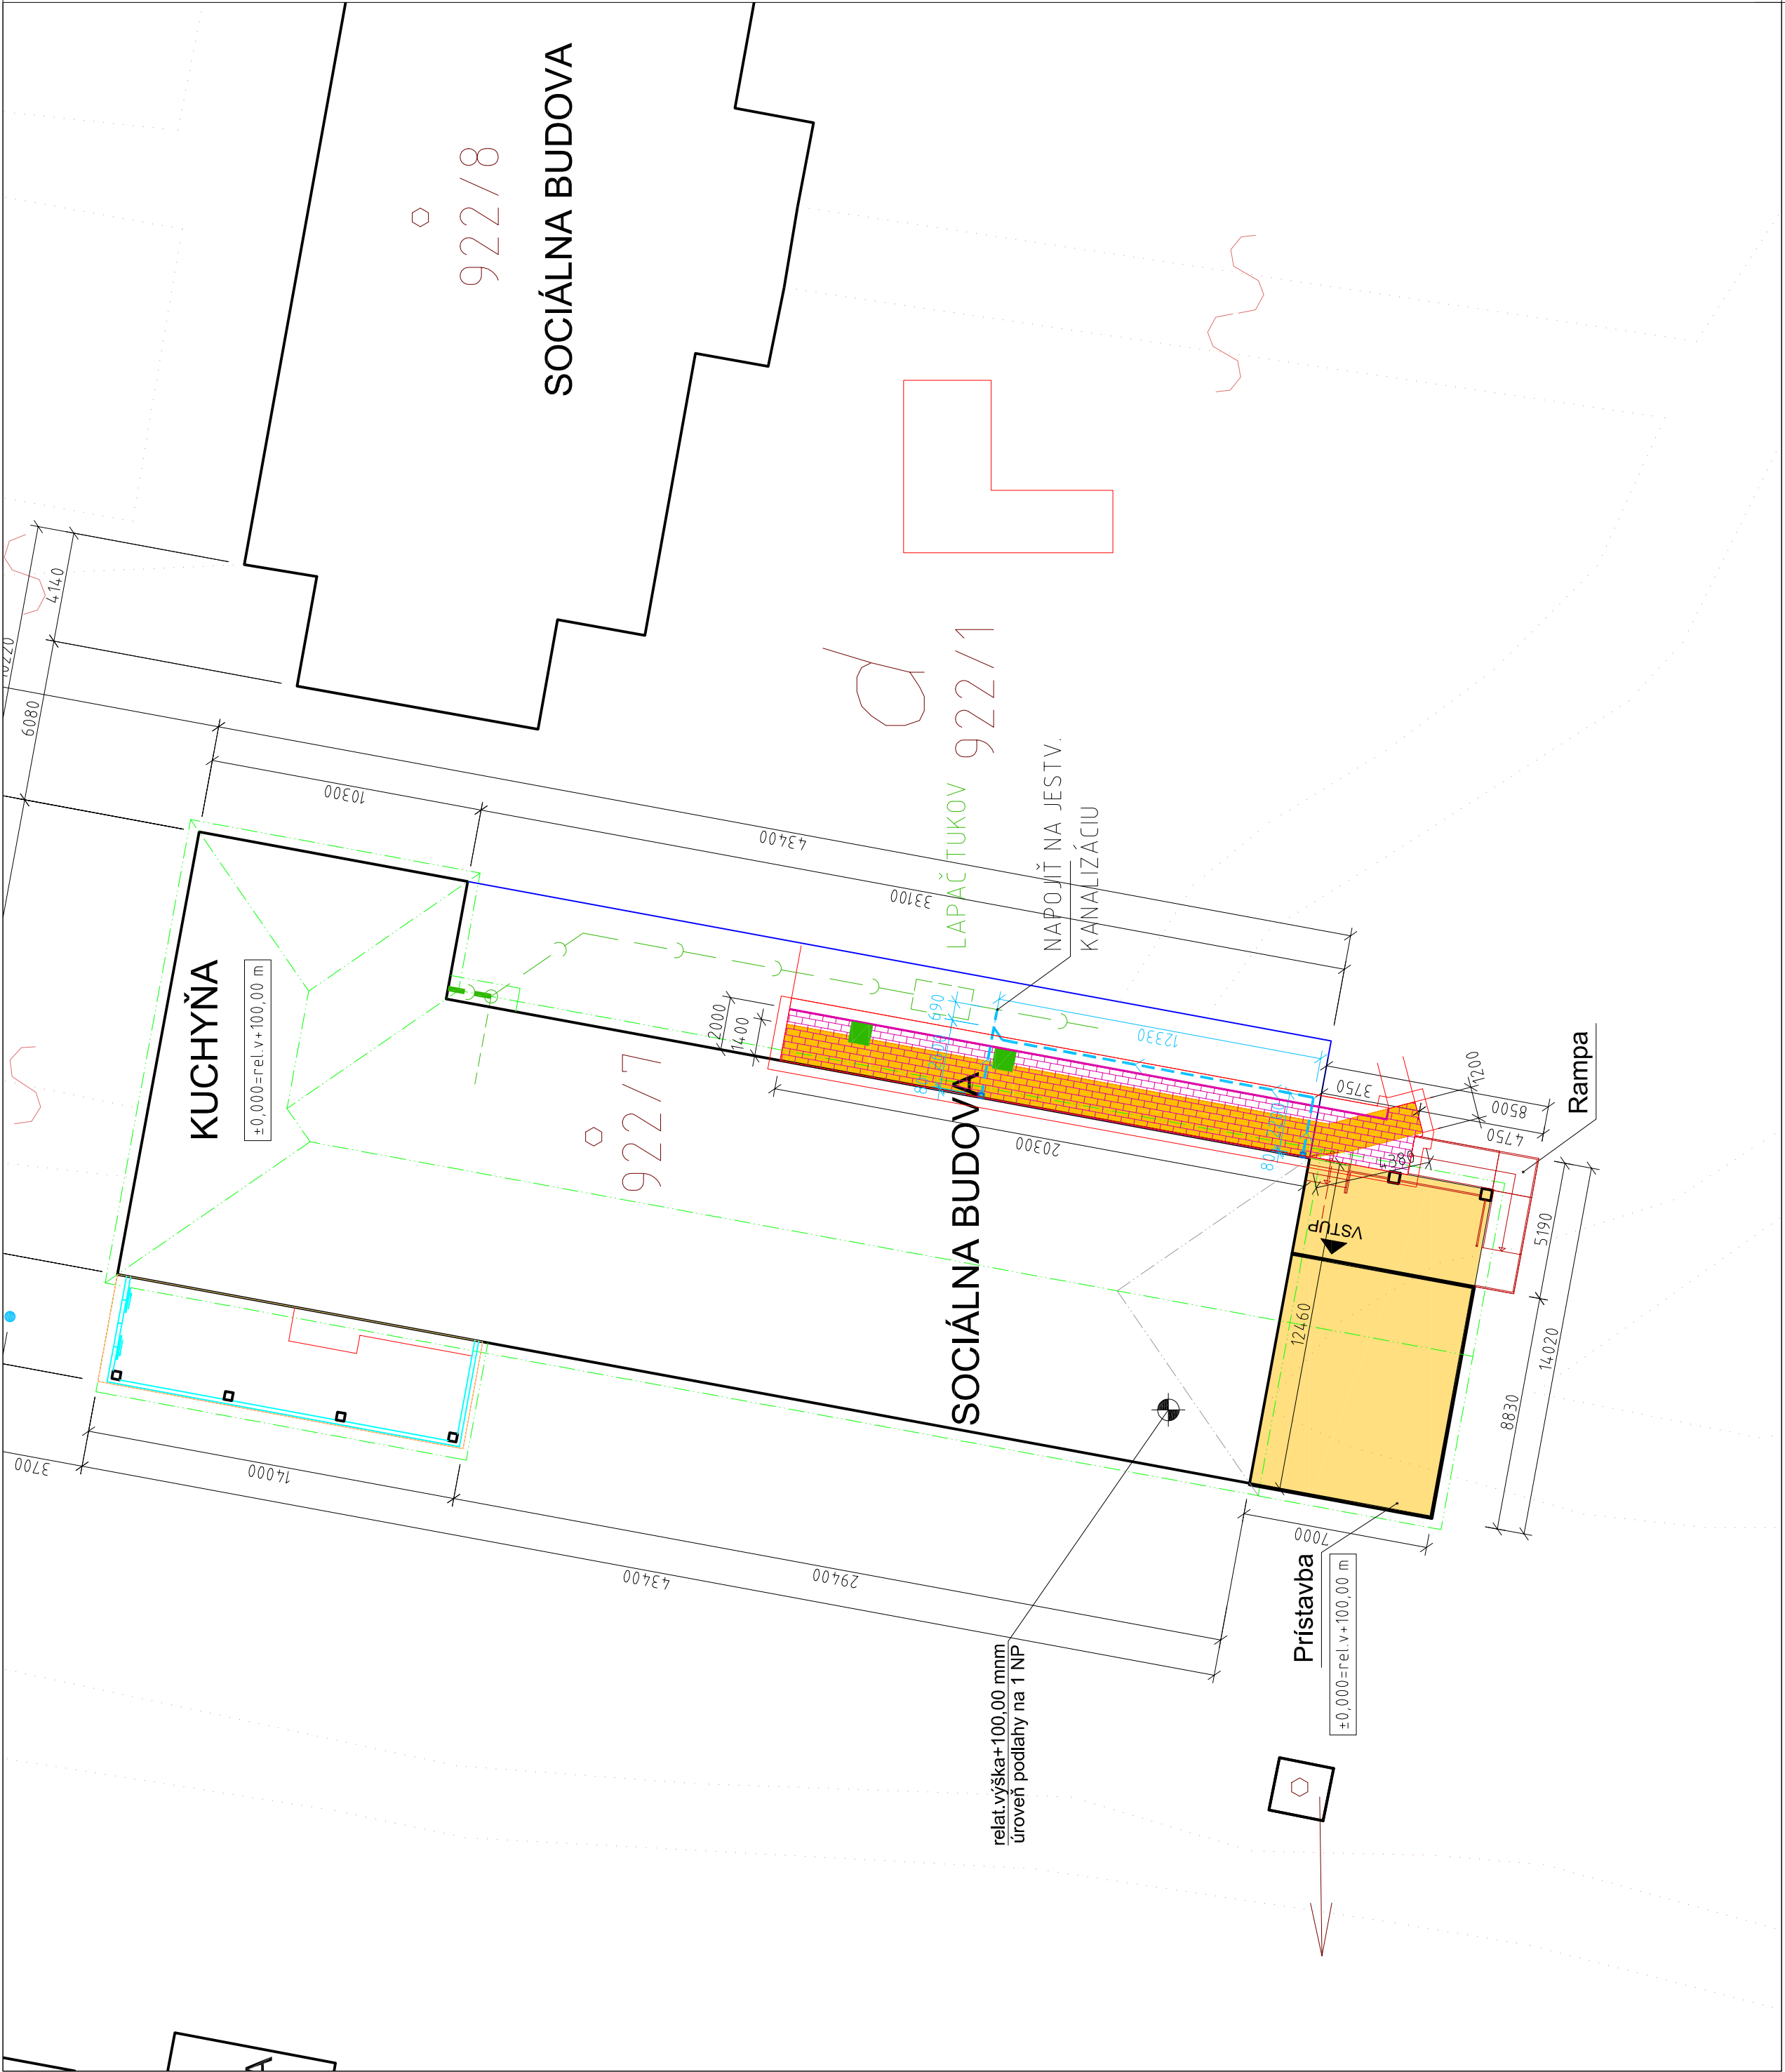 SOCIÁLNA BUDOVA
922/8
4140
6080
10300
43400
33100
KUCHYŇA
±0,000=rel.v+100,00 m
922/7
922/1
LAPAČ TUKOV
NAPOJIŤ NA JESTV.
KANALIZÁCIU
2000
1400
690
12330
20300
SOCIÁLNA BUDOVA
3750
1200
8500
4750
4380
Rampa
VSTUP
12460
5190
14020
8830
7000
3700
14000
43400
29400
relat.výška+100,00 mnm
úroveň podlahy na 1 NP
Prístavba
±0,000=rel.v+100,00 m